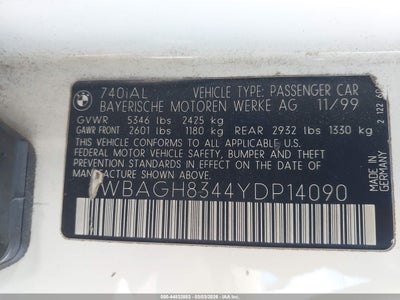 740iAL VEHICLE TYPE: PASSENGER CAR
BAYERISCHE MOTOREN WERKE AG 11/99
GVWR 5346 lbs 2425 kg
GAWR FRONT 2601 lbs 1180 kg REAR 2932 lbs 1330 kg
THIS VEHICLE CONFORMS TO ALL APPLICABLE U.S.
FEDERAL MOTOR VEHICLE SAFETY, BUMPER AND THEFT
PREVENTION STANDARDS IN EFFECT ON THE DATE OF
MANUFACTURE SHOWN ABOVE.
WBAGH8344YDP14090
MADE IN
GERMANY
2 122